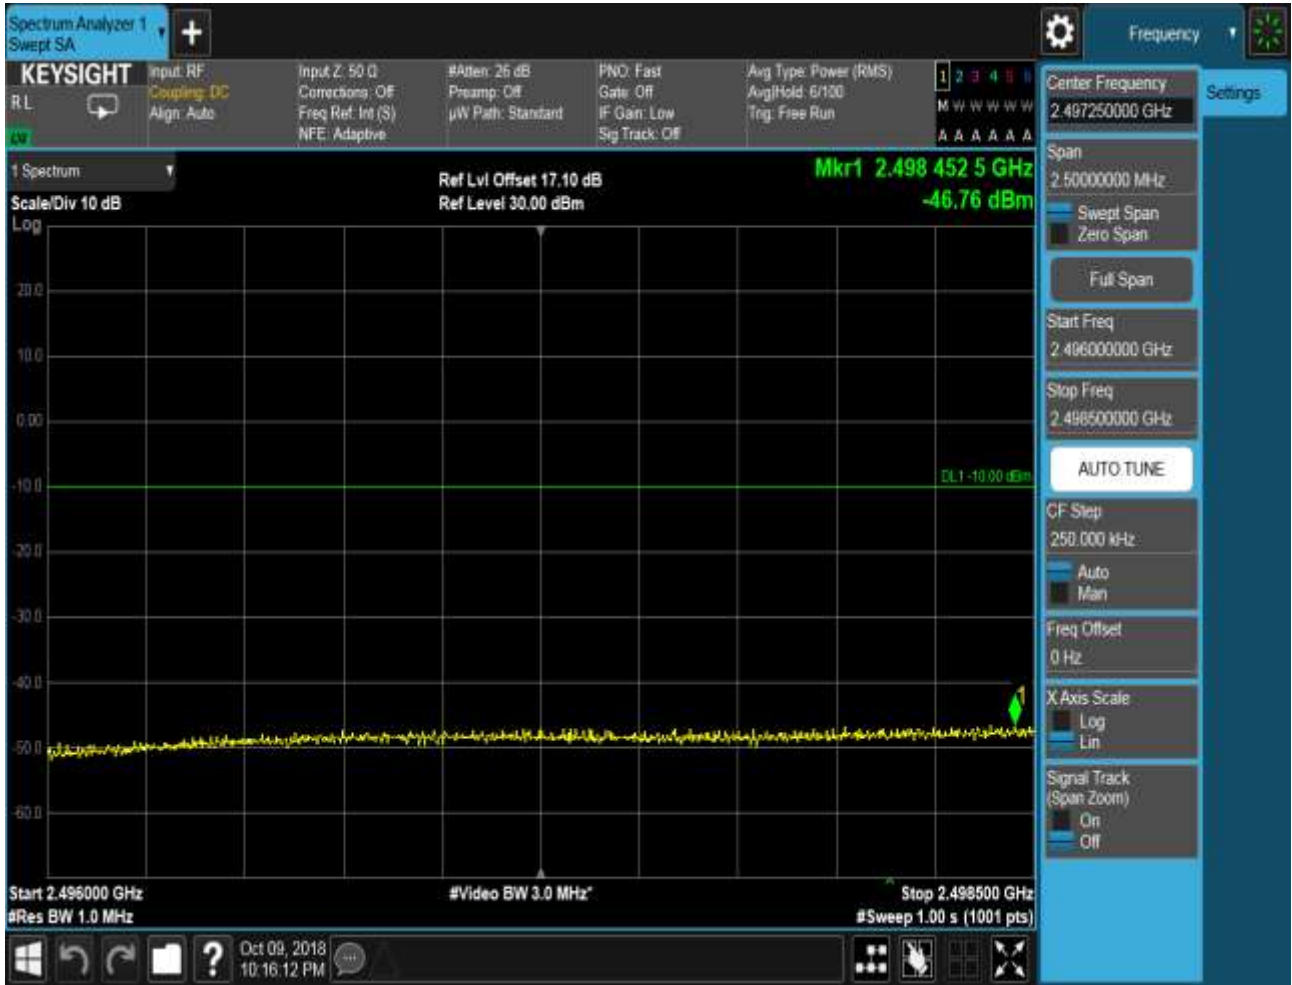 Spectrum Analyzer 1
Swept SA
+
Frequency
KEYSIGHT
R L
LXI
Input: RF
Coupling: DC
Align: Auto
Input Z: 50 Ω
Corrections: Off
Freq Ref: Int (S)
NFE: Adaptive
#Atten: 26 dB
Preamp: Off
µW Path: Standard
PNO: Fast
Gate: Off
IF Gain: Low
Sig Track: Off
Avg Type: Power (RMS)
Avg|Hold: 6/100
Trig: Free Run
1 2 3 4 5 6
M W W W W W
A A A A A A
1 Spectrum
Scale/Div 10 dB
Log
Ref Lvl Offset 17.10 dB
Ref Level 30.00 dBm
Mkr1 2.498 452 5 GHz
-46.76 dBm
20.0
10.0
0.00
-10.0
-20.0
-30.0
-40.0
-50.0
-60.0
DL1 -10.00 dBm
1
Start 2.496000 GHz
#Res BW 1.0 MHz
#Video BW 3.0 MHz*
Stop 2.498500 GHz
#Sweep 1.00 s (1001 pts)
Center Frequency
2.497250000 GHz
Settings
Span
2.50000000 MHz
Swept Span
Zero Span
Full Span
Start Freq
2.496000000 GHz
Stop Freq
2.498500000 GHz
AUTO TUNE
CF Step
250.000 kHz
Auto
Man
Freq Offset
0 Hz
X Axis Scale
Log
Lin
Signal Track
(Span Zoom)
On
Off
?
Oct 09, 2018
10:16:12 PM